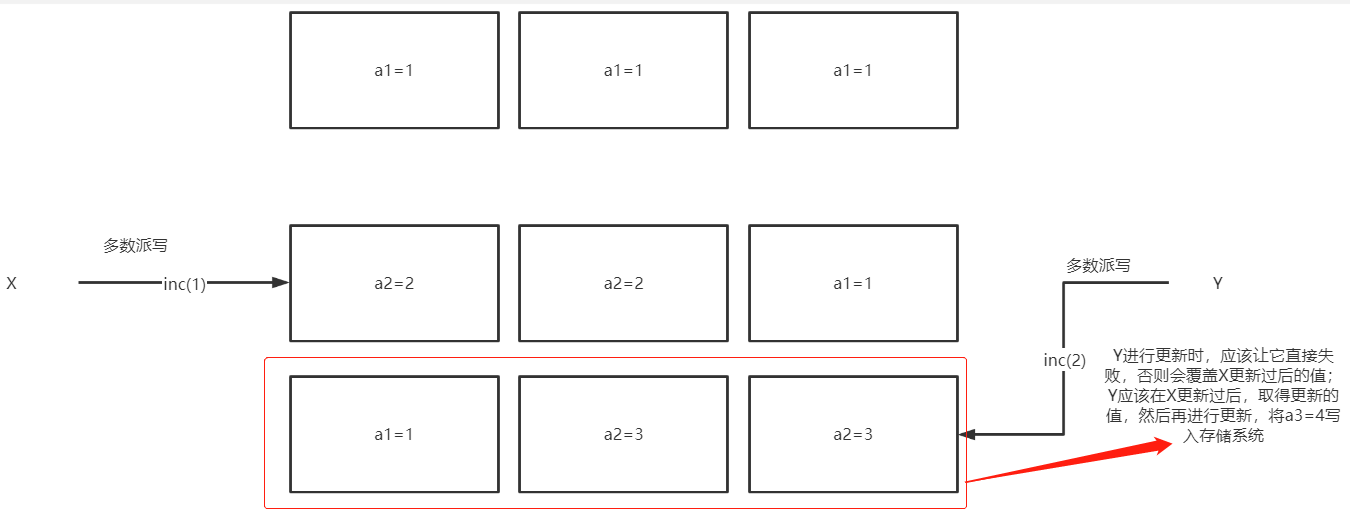 a1=1
a1=1
a1=1
多数派写
X
inc(1)
a2=2
a2=2
a1=1
多数派写
Y
inc(2)
Y进行更新时，应该让它直接失
败，否则会覆盖X更新过后的值；
Y应该在X更新过后，取得更新的
值，然后再进行更新，将a3=4写
入存储系统
a1=1
a2=3
a2=3